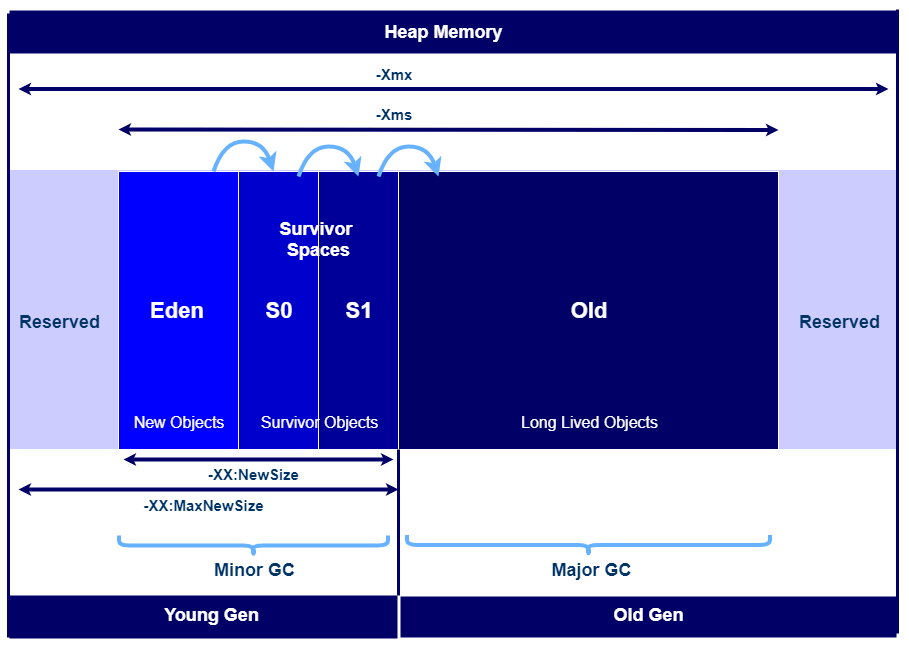 Heap Memory
-Xmx
-Xms
Survivor
Spaces
Reserved
Eden
S0
S1
Old
Reserved
New Objects
Survivor Objects
Long Lived Objects
-XX:NewSize
-XX:MaxNewSize
Minor GC
Major GC
Young Gen
Old Gen